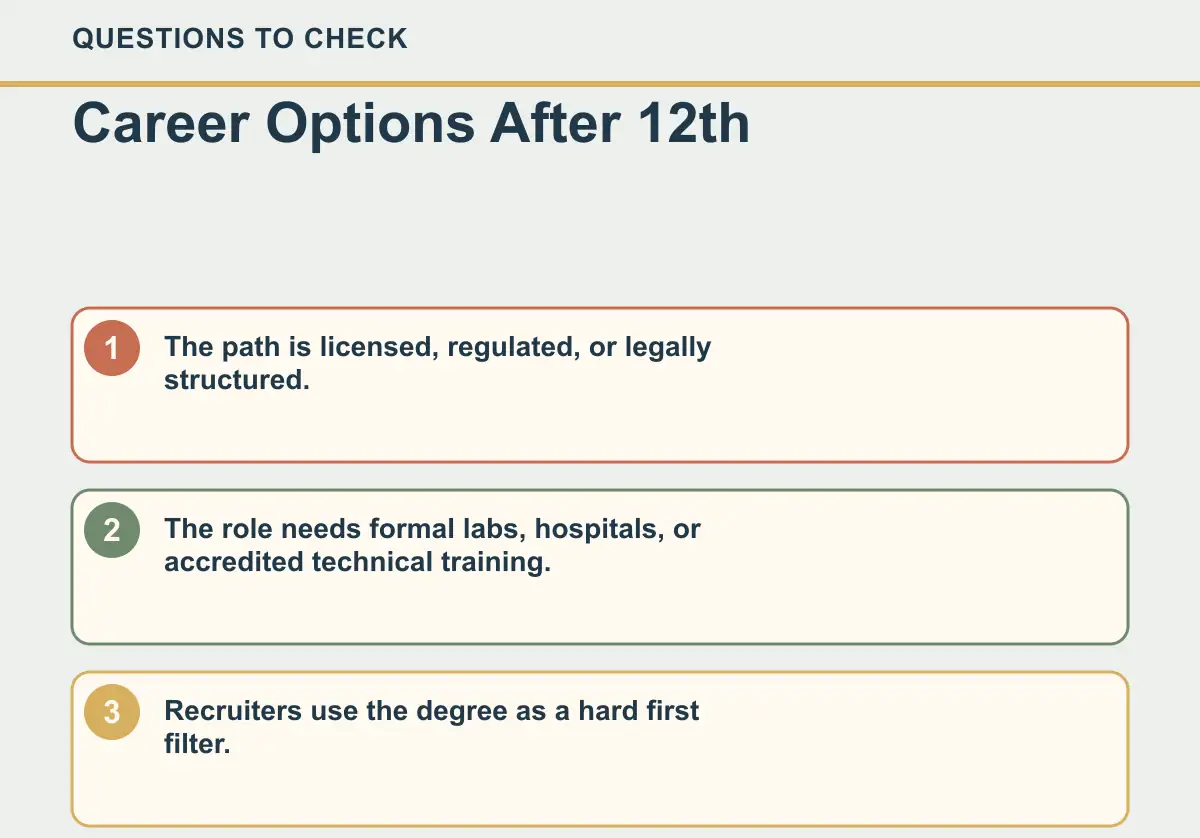 QUESTIONS TO CHECK
Career Options After 12th
1
The path is licensed, regulated, or legally
structured.
2
The role needs formal labs, hospitals, or
accredited technical training.
3
Recruiters use the degree as a hard first
filter.